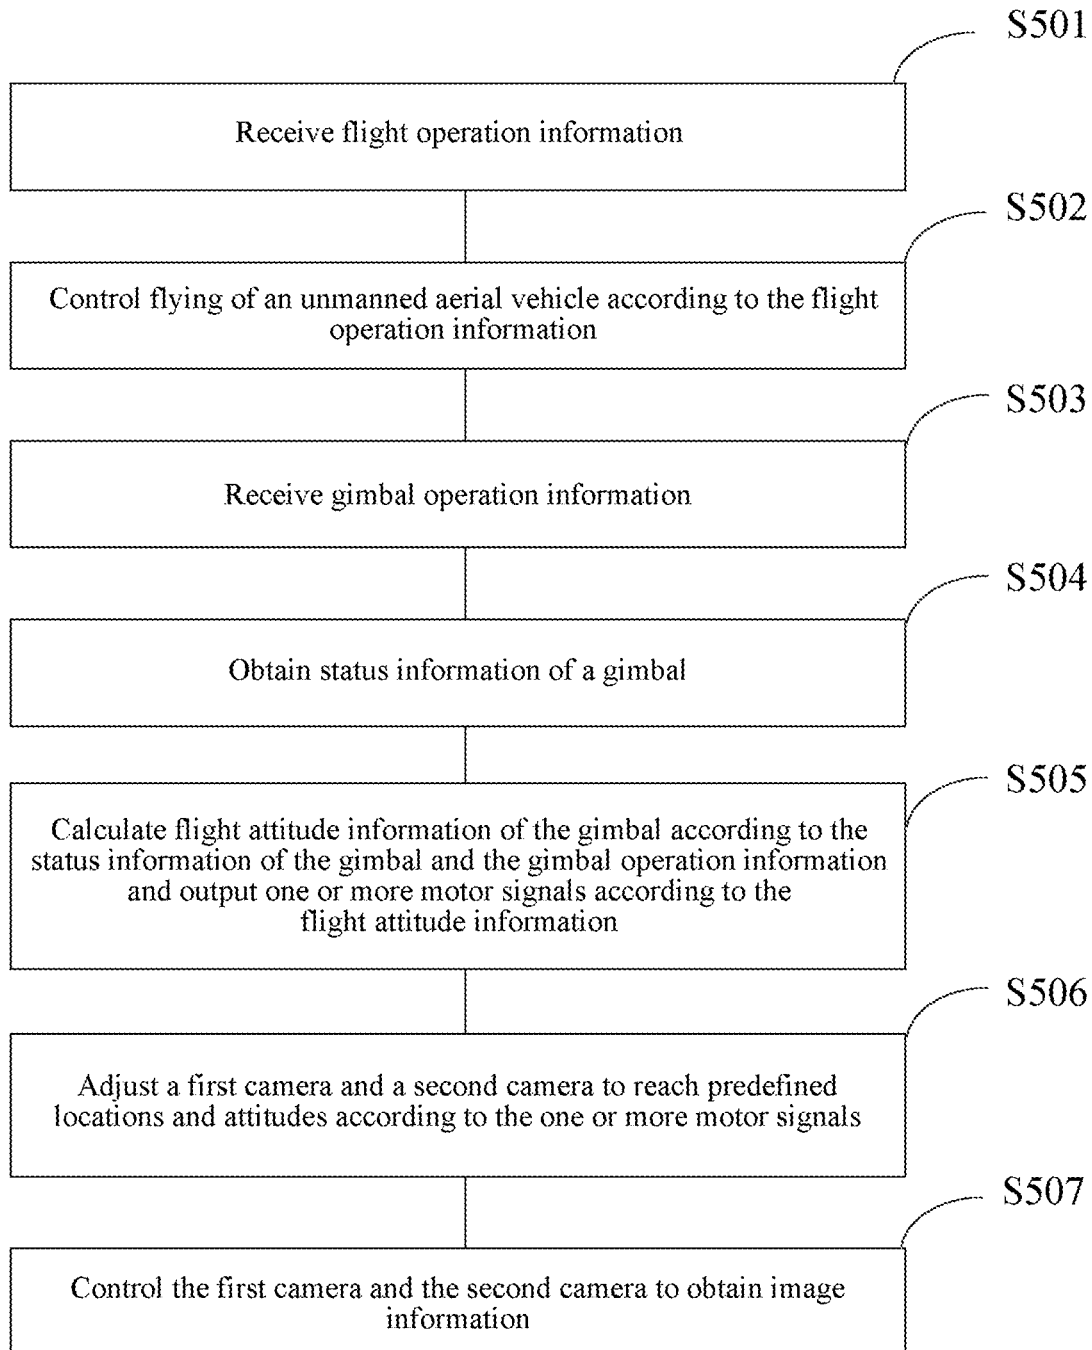 S501
Receive flight operation information
S502
Control flying of an unmanned aerial vehicle according to the flight
operation information
S503
Receive gimbal operation information
S504
Obtain status information of a gimbal
S505
Calculate flight attitude information of the gimbal according to the
status information of the gimbal and the gimbal operation information
and output one or more motor signals according to the
flight attitude information
S506
Adjust a first camera and a second camera to reach predefined
locations and attitudes according to the one or more motor signals
S507
Control the first camera and the second camera to obtain image
information